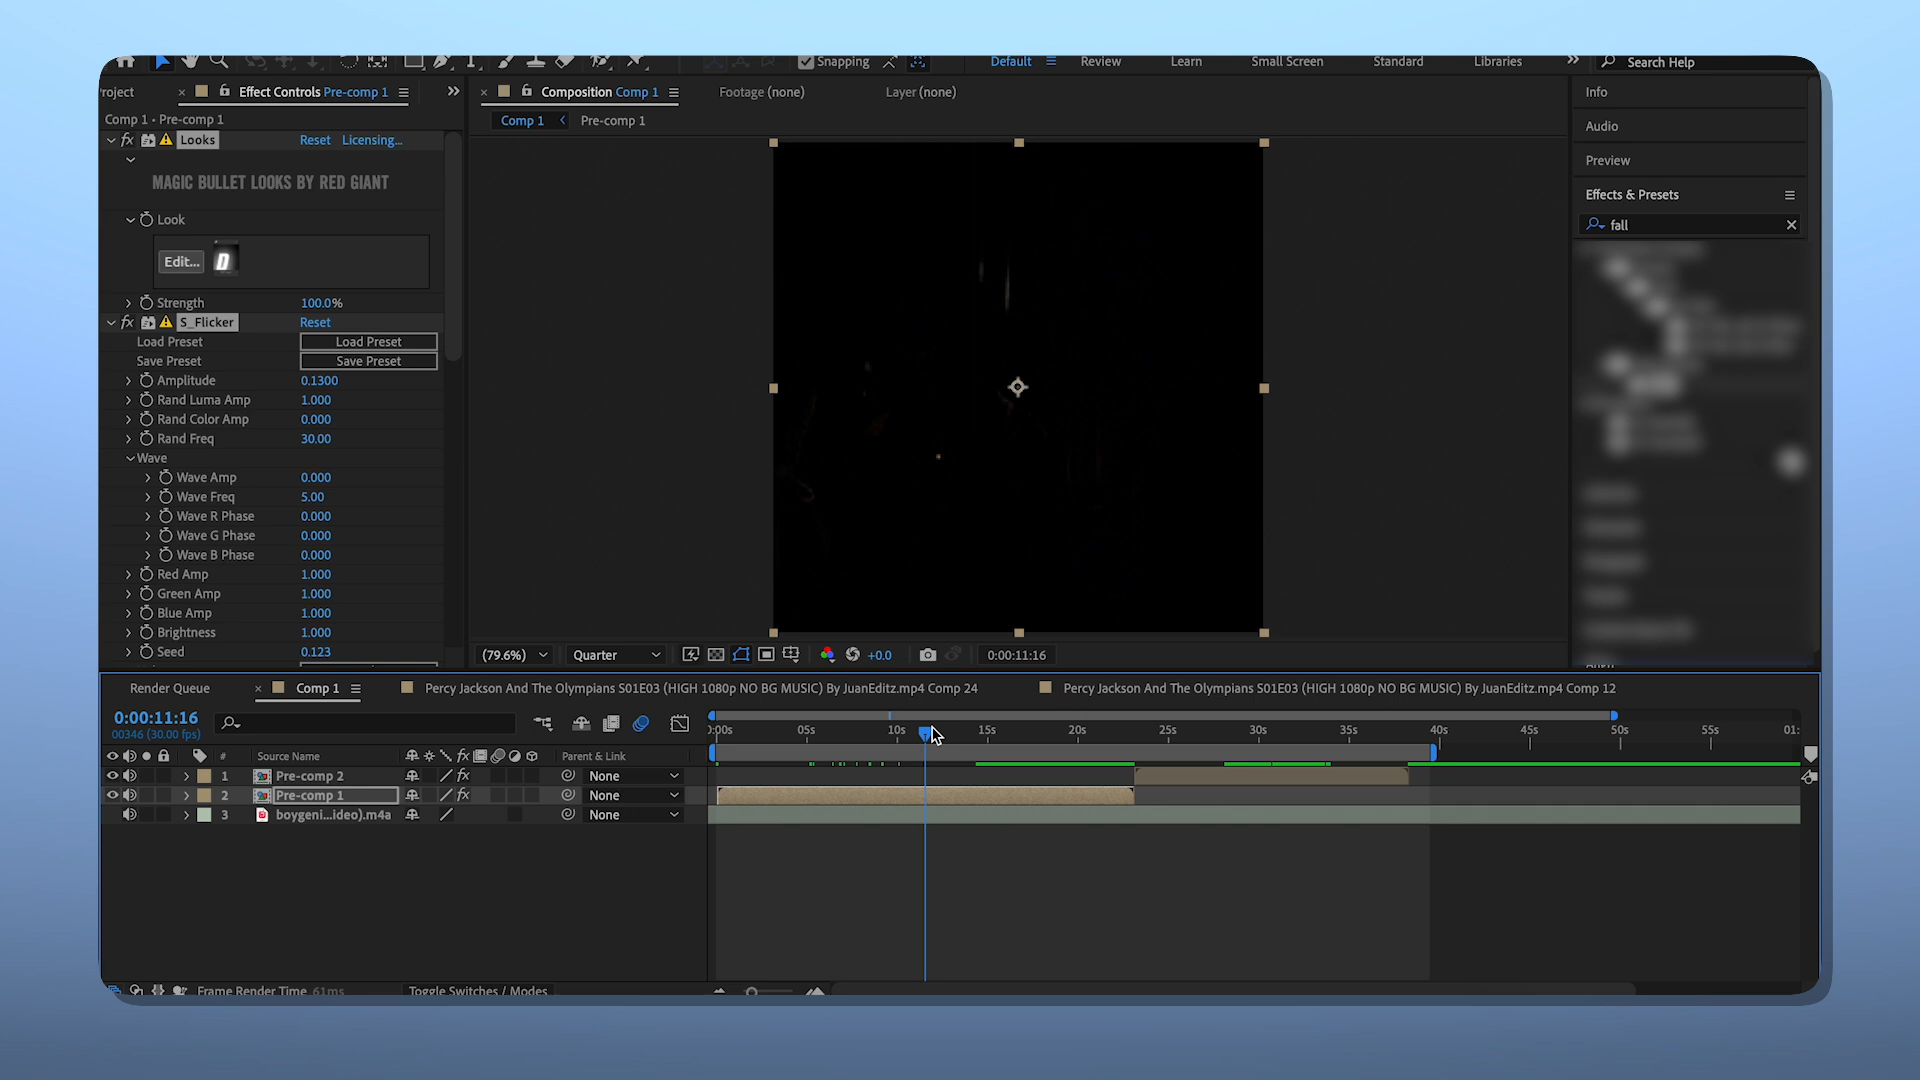 Snapping
Default
Review
Learn
Small Screen
Standard
Libraries
Search Help
roject
Effect Controls Pre-comp 1
Composition Comp 1
Footage (none)
Layer (none)
Info
Comp 1 • Pre-comp 1
Comp 1
Pre-comp 1
Audio
Looks
Reset
Licensing...
Preview
MAGIC BULLET LOOKS BY RED GIANT
Effects & Presets
Look
fall
Edit...
Strength
100.0%
S_Flicker
Reset
Load Preset
Load Preset
Save Preset
Save Preset
Amplitude
0.1300
Rand Luma Amp
1.000
Rand Color Amp
0.000
Rand Freq
30.00
Wave
Wave Amp
0.000
Wave Freq
5.00
Wave R Phase
0.000
Wave G Phase
0.000
Wave B Phase
0.000
Red Amp
1.000
Green Amp
1.000
Blue Amp
1.000
Brightness
1.000
Seed
0.123
(79.6%)
Quarter
+0.0
0:00:11:16
Render Queue
Comp 1
Percy Jackson And The Olympians S01E03 (HIGH 1080p NO BG MUSIC) By JuanEditz.mp4 Comp 24
Percy Jackson And The Olympians S01E03 (HIGH 1080p NO BG MUSIC) By JuanEditz.mp4 Comp 12
0:00:11:16
00346 (30.00 fps)
0:00s
05s
10s
15s
20s
25s
30s
35s
40s
45s
50s
55s
01:
#
Source Name
fx
Parent & Link
1
Pre-comp 2
fx
None
2
Pre-comp 1
fx
None
3
boygeni...ideo).m4a
None
Frame Render Time 61ms
Toggle Switches / Modes